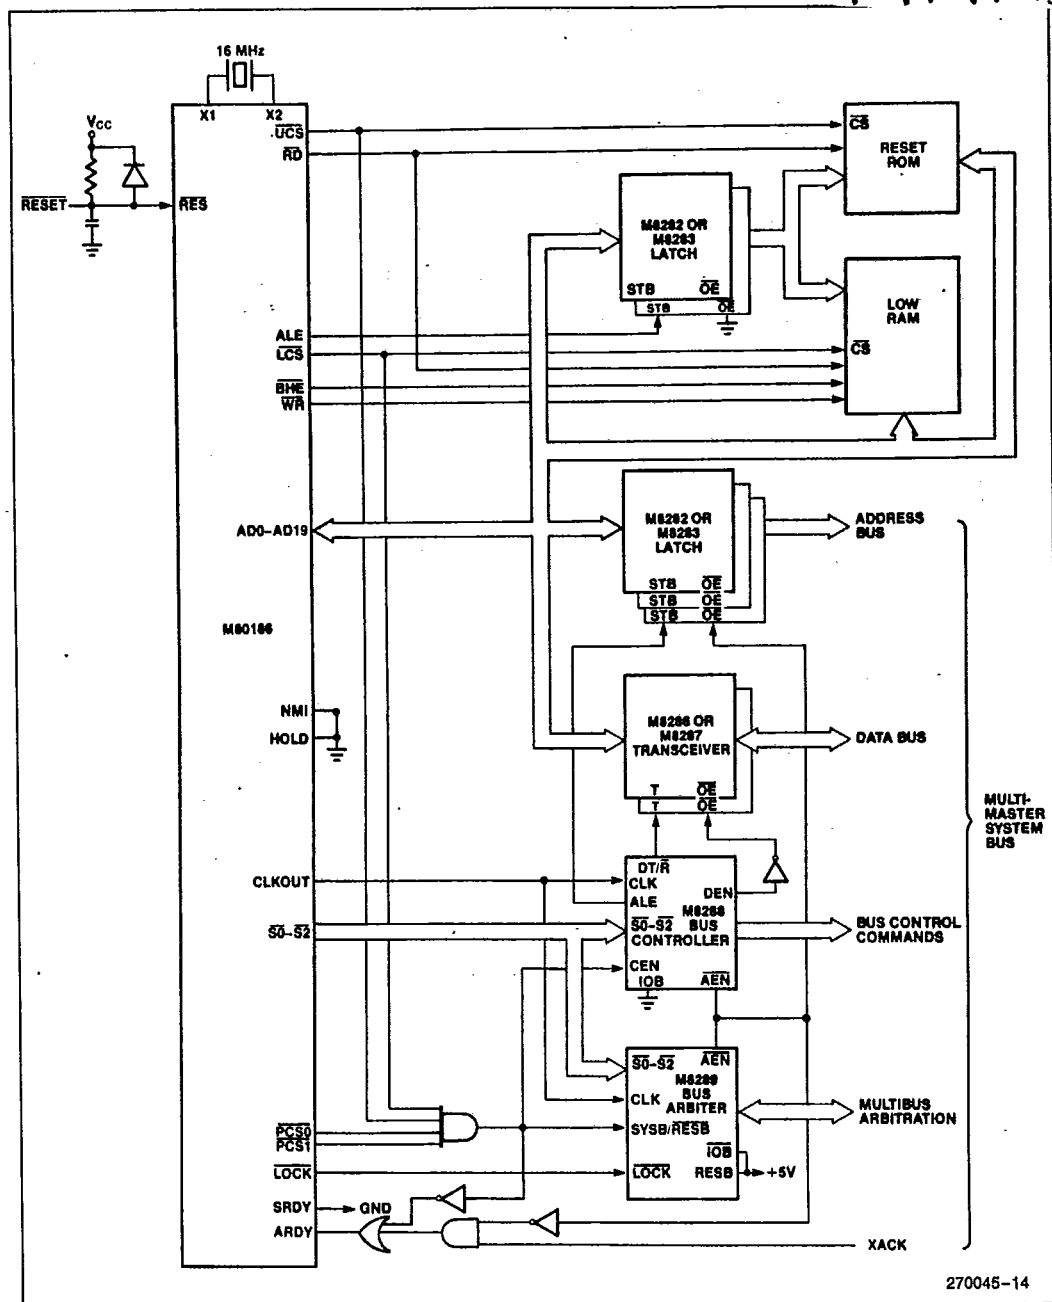 16 MHz
X1 X2
VCC
RESET
RES
UCS
RD
CS
RESET
ROM
M8282 OR
M8283
LATCH
STB OE
STB OE
LOW
RAM
CS
ALE
LCS
BHE
WR
AD0-AD19
M8282 OR
M8283
LATCH
STB OE
STB OE
STB OE
ADDRESS
BUS
M80186
NMI
HOLD
M8286 OR
M8287
TRANSCEIVER
T OE
T OE
DATA BUS
MULTI-
MASTER
SYSTEM
BUS
CLKOUT
S0-S2
DT/R
CLK
ALE
DEN
S0-S2
M8288
BUS
CONTROLLER
CEN
IOB
AEN
BUS CONTROL
COMMANDS
S0-S2
AEN
M8289
BUS
ARBITER
CLK
SYSB/RESB
IOB
RESB
LOCK
+5V
MULTIBUS
ARBITRATION
PCS0
PCS1
LOCK
SRDY
GND
ARDY
XACK
270045-14